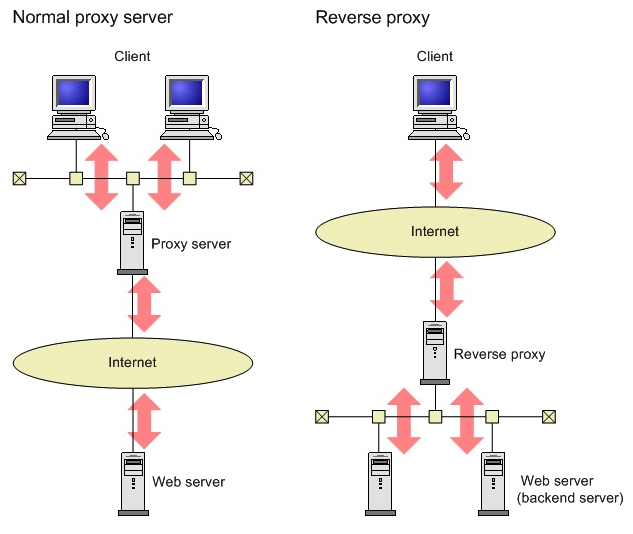 Normal proxy server
Client
Proxy server
Internet
Web server
Reverse proxy
Client
Internet
Reverse proxy
Web server
(backend server)